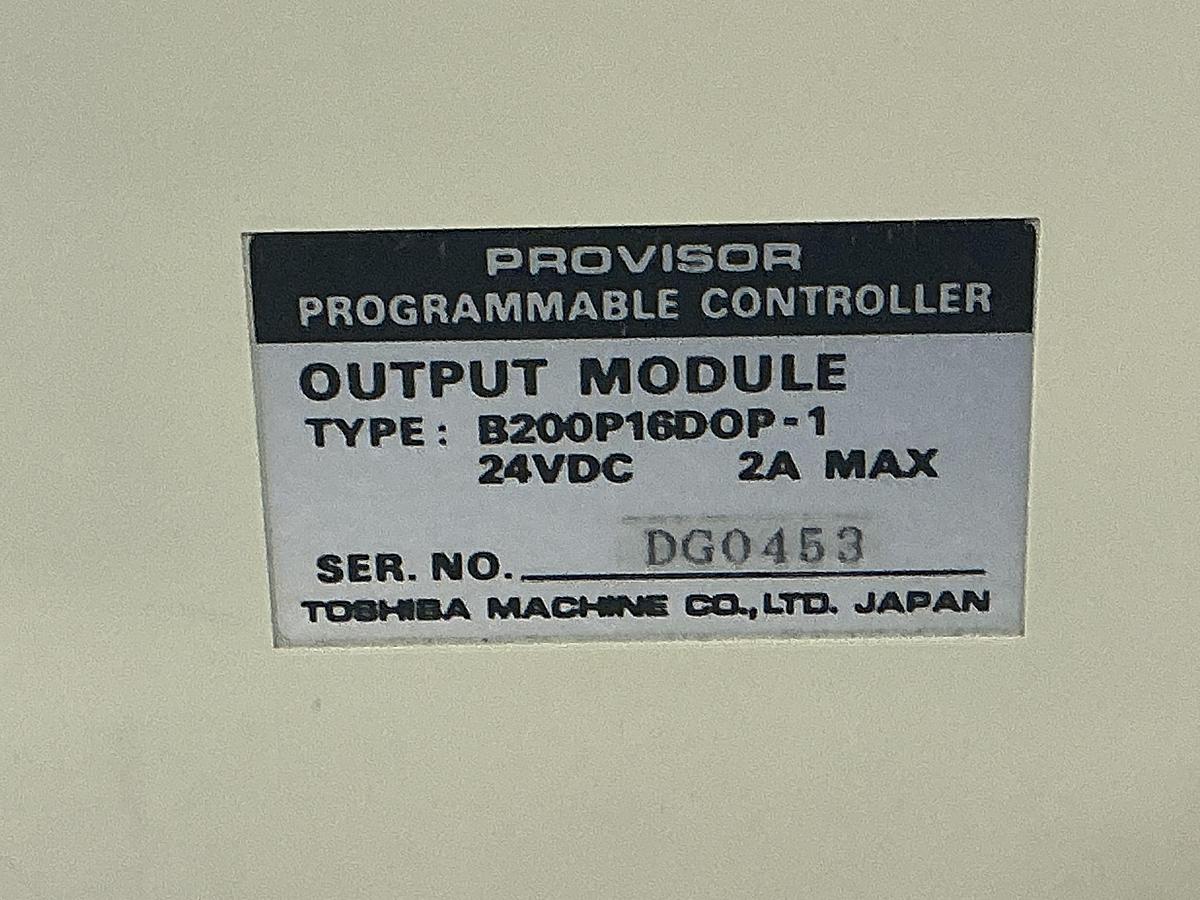 PROVISOR
PROGRAMMABLE CONTROLLER
OUTPUT MODULE
TYPE: B200P16DOP-1
24VDC 2A MAX
SER. NO. DG0453
TOSHIBA MACHINE CO., LTD. JAPAN